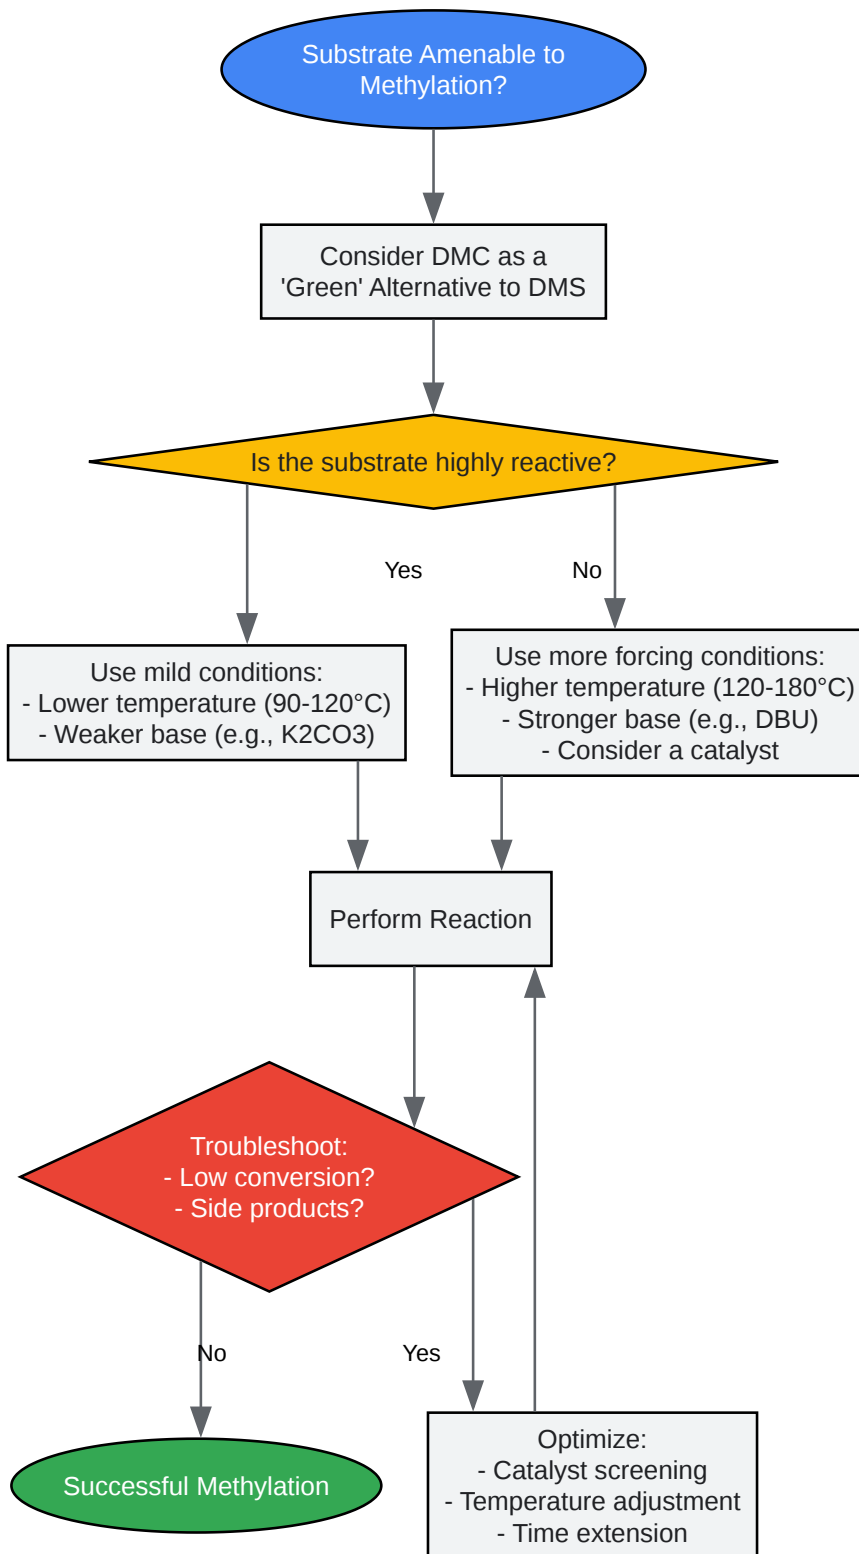 Substrate Amenable to
Methylation?
Consider DMC as a
'Green' Alternative to DMS
Is the substrate highly reactive?
Yes
No
Use mild conditions:
- Lower temperature (90-120°C)
- Weaker base (e.g., K2CO3)
Use more forcing conditions:
- Higher temperature (120-180°C)
- Stronger base (e.g., DBU)
- Consider a catalyst
Perform Reaction
Troubleshoot:
- Low conversion?
- Side products?
No
Yes
Successful Methylation
Optimize:
- Catalyst screening
- Temperature adjustment
- Time extension